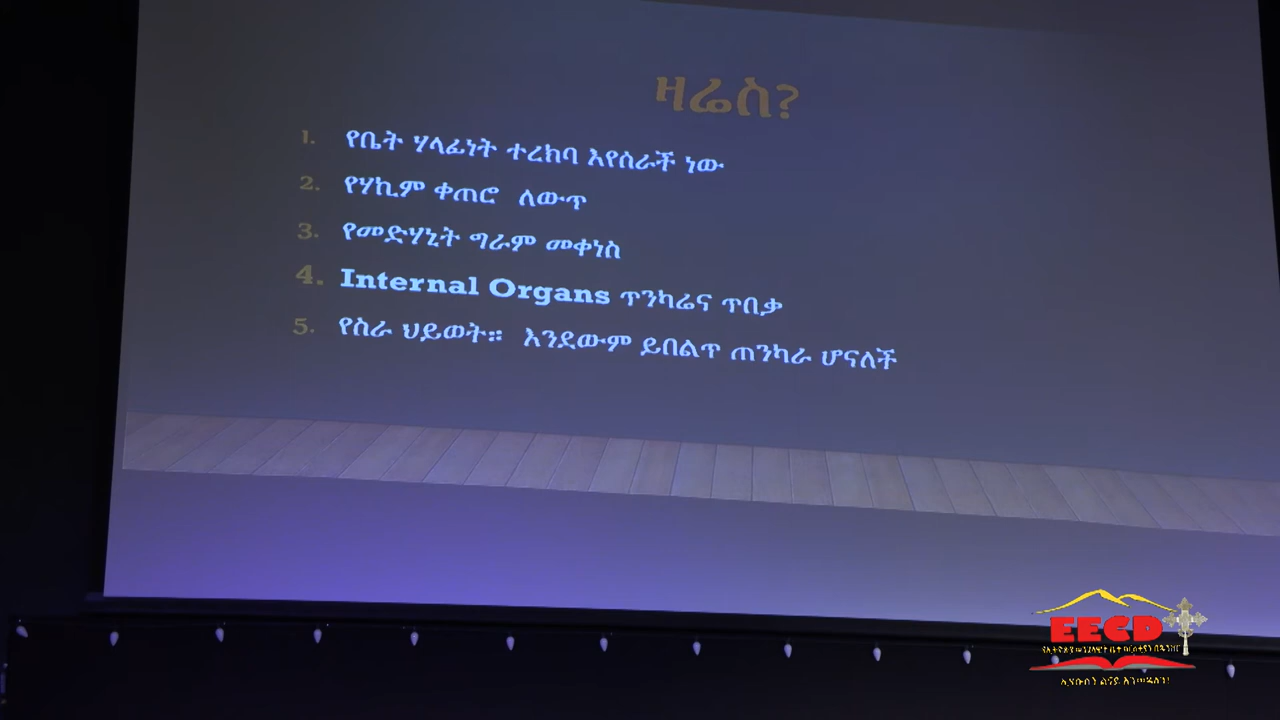 ዛሬስ?
1. የቤት ሃላፊነት ተረክባ እየሰራች ነው
2. የሃኪም ቀጠሮ ለውጥ
3. የመድሃኒት ግራም መቀነስ
4. Internal Organs ጥንካሬና ጥበቃ
5. የስራ ህይወት። እንደውም ይበልጥ ጠንካራ ሆናለች
EECD